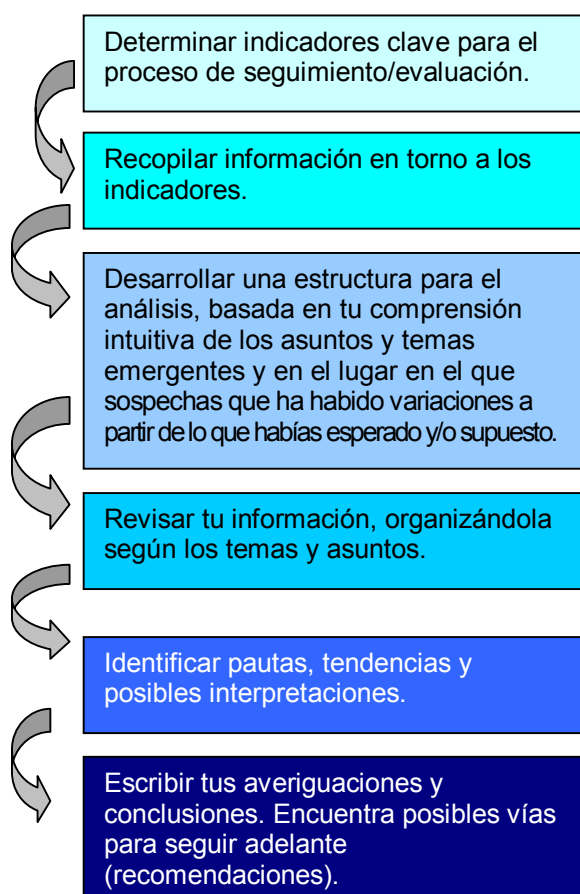 Determinar indicadores clave para el
proceso de seguimiento/evaluación.
Recopilar información en torno a los
indicadores.
Desarrollar una estructura para el
análisis, basada en tu comprensión
intuitiva de los asuntos y temas
emergentes y en el lugar en el que
sospechas que ha habido variaciones a
partir de lo que habías esperado y/o supuesto.
Revisar tu información, organizándola
según los temas y asuntos.
Identificar pautas, tendencias y
posibles interpretaciones.
Escribir tus averiguaciones y
conclusiones. Encuentra posibles vías
para seguir adelante
(recomendaciones).